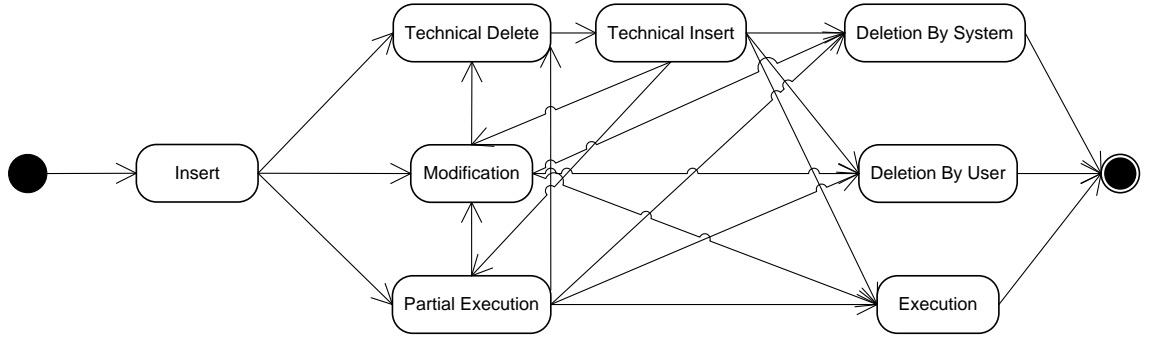 Technical Delete
Technical Insert
Deletion By System
Insert
Modification
Deletion By User
Partial Execution
Execution